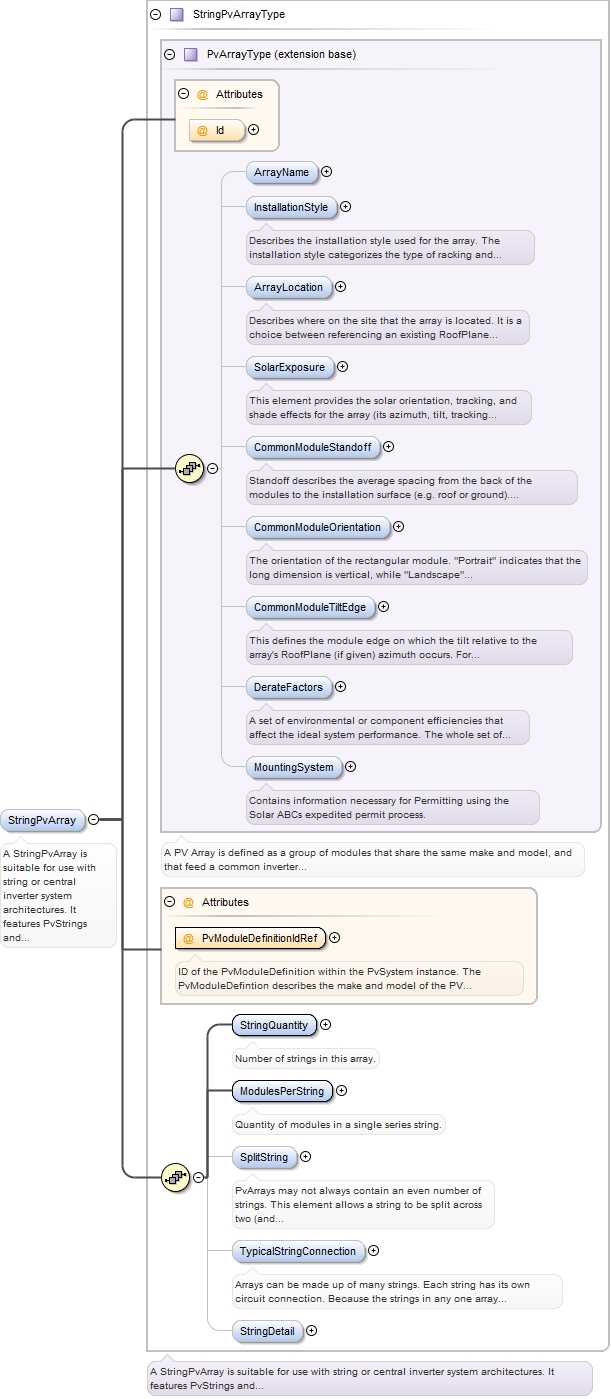 StringPvArrayType
PvArrayType (extension base)
@ Attributes
@ Id
ArrayName
InstallationStyle
Describes the installation style used for the array. The
installation style categorizes the type of racking and...
ArrayLocation
Describes where on the site that the array is located. It is a
choice between referencing an existing RoofPlane...
SolarExposure
This element provides the solar orientation, tracking, and
shade effects for the array (its azimuth, tilt, tracking...
CommonModuleStandoff
Standoff describes the average spacing from the back of the
modules to the installation surface (e.g. roof or ground)....
CommonModuleOrientation
The orientation of the rectangular module. "Portrait" indicates that the
long dimension is vertical, while "Landscape"...
CommonModuleTiltEdge
This defines the module edge on which the tilt relative to the
array's RoofPlane (if given) azimuth occurs. For...
DerateFactors
A set of environmental or component efficiencies that
affect the ideal system performance. The whole set of...
MountingSystem
Contains information necessary for Permitting using the
Solar ABCs expedited permit process.
StringPvArray
A StringPvArray is
suitable for use with
string or central
inverter system
architectures. It
features PvStrings
and...
A PV Array is defined as a group of modules that share the same make and model, and
that feed a common inverter...
@ Attributes
@ PvModuleDefinitionIdRef
ID of the PvModuleDefinition within the PvSystem instance. The
PvModuleDefintion describes the make and model of the PV...
StringQuantity
Number of strings in this array.
ModulesPerString
Quantity of modules in a single series string.
SplitString
PvArrays may not always contain an even number of
strings. This element allows a string to be split across
two (and...
TypicalStringConnection
Arrays can be made up of many strings. Each string has its own
circuit connection. Because the strings in any one array...
StringDetail
A StringPvArray is suitable for use with string or central inverter system architectures. It
features PvStrings and...